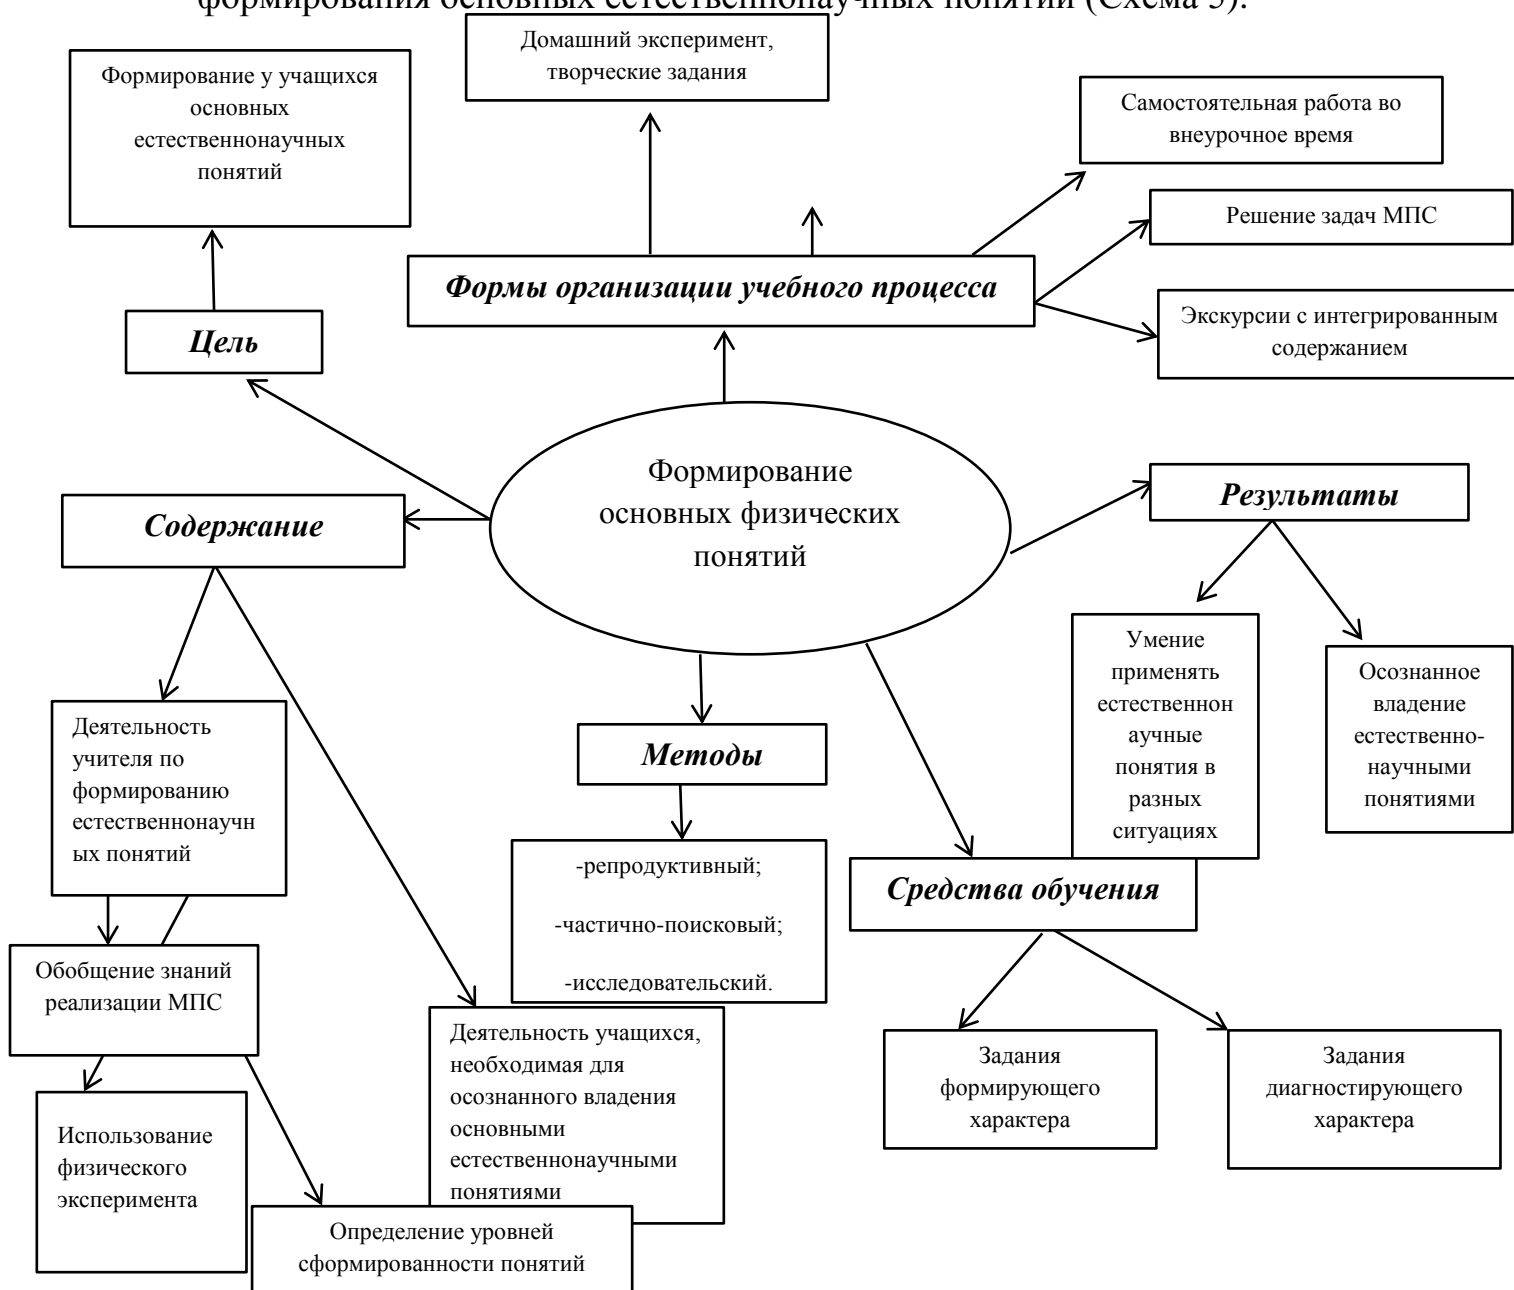 формирования основных естественнонаучных понятий (Схема 3).
Домашний эксперимент,
творческие задания
Формирование у учащихся
основных
естественнонаучных
понятий
Самостоятельная работа во
внеурочное время
Решение задач МПС
Формы организации учебного процесса
Экскурсии с интегрированным
содержанием
Цель
Формирование
основных физических
понятий
Результаты
Содержание
Умение
применять
естественнон
аучные
понятия в
разных
ситуациях
Осознанное
владение
естественно-
научными
понятиями
Деятельность
учителя по
формированию
естественнонаучн
ых понятий
Методы
-репродуктивный;
-частично-поисковый;
-исследовательский.
Средства обучения
Обобщение знаний
реализации МПС
Деятельность учащихся,
необходимая для
осознанного владения
основными
естественнонаучными
понятиями
Задания
формирующего
характера
Задания
диагностирующего
характера
Использование
физического
эксперимента
Определение уровней
сформированности понятий